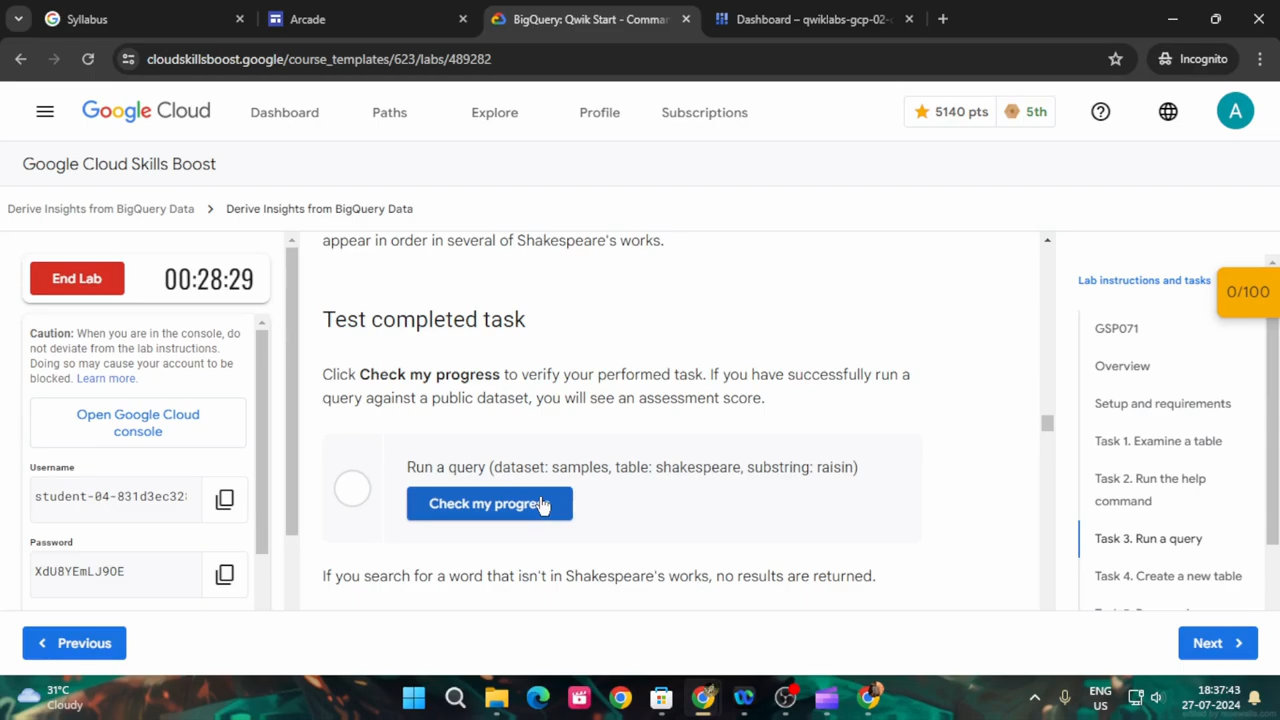 Syllabus
Arcade
BigQuery: Qwik Start - Comma
Dashboard – qwiklabs-gcp-02-
cloudskillsboost.google/course_templates/623/labs/489282
Incognito
Google Cloud
Dashboard
Paths
Explore
Profile
Subscriptions
5140 pts
5th
A
Google Cloud Skills Boost
Derive Insights from BigQuery Data
Derive Insights from BigQuery Data
End Lab
00:28:29
Caution: When you are in the console, do
not deviate from the lab instructions.
Doing so may cause your account to be
blocked. Learn more.
Open Google Cloud
console
Username
student-04-831d3ec32
Password
XdU8YEmLJ9OE
appear in order in several of Shakespeare's works.
Test completed task
Click Check my progress to verify your performed task. If you have successfully run a
query against a public dataset, you will see an assessment score.
Run a query (dataset: samples, table: shakespeare, substring: raisin)
Check my progress
If you search for a word that isn't in Shakespeare's works, no results are returned.
Lab instructions and tasks
0/100
GSP071
Overview
Setup and requirements
Task 1. Examine a table
Task 2. Run the help
command
Task 3. Run a query
Task 4. Create a new table
Previous
Next
31°C
Cloudy
ENG
US
18:37:43
27-07-2024